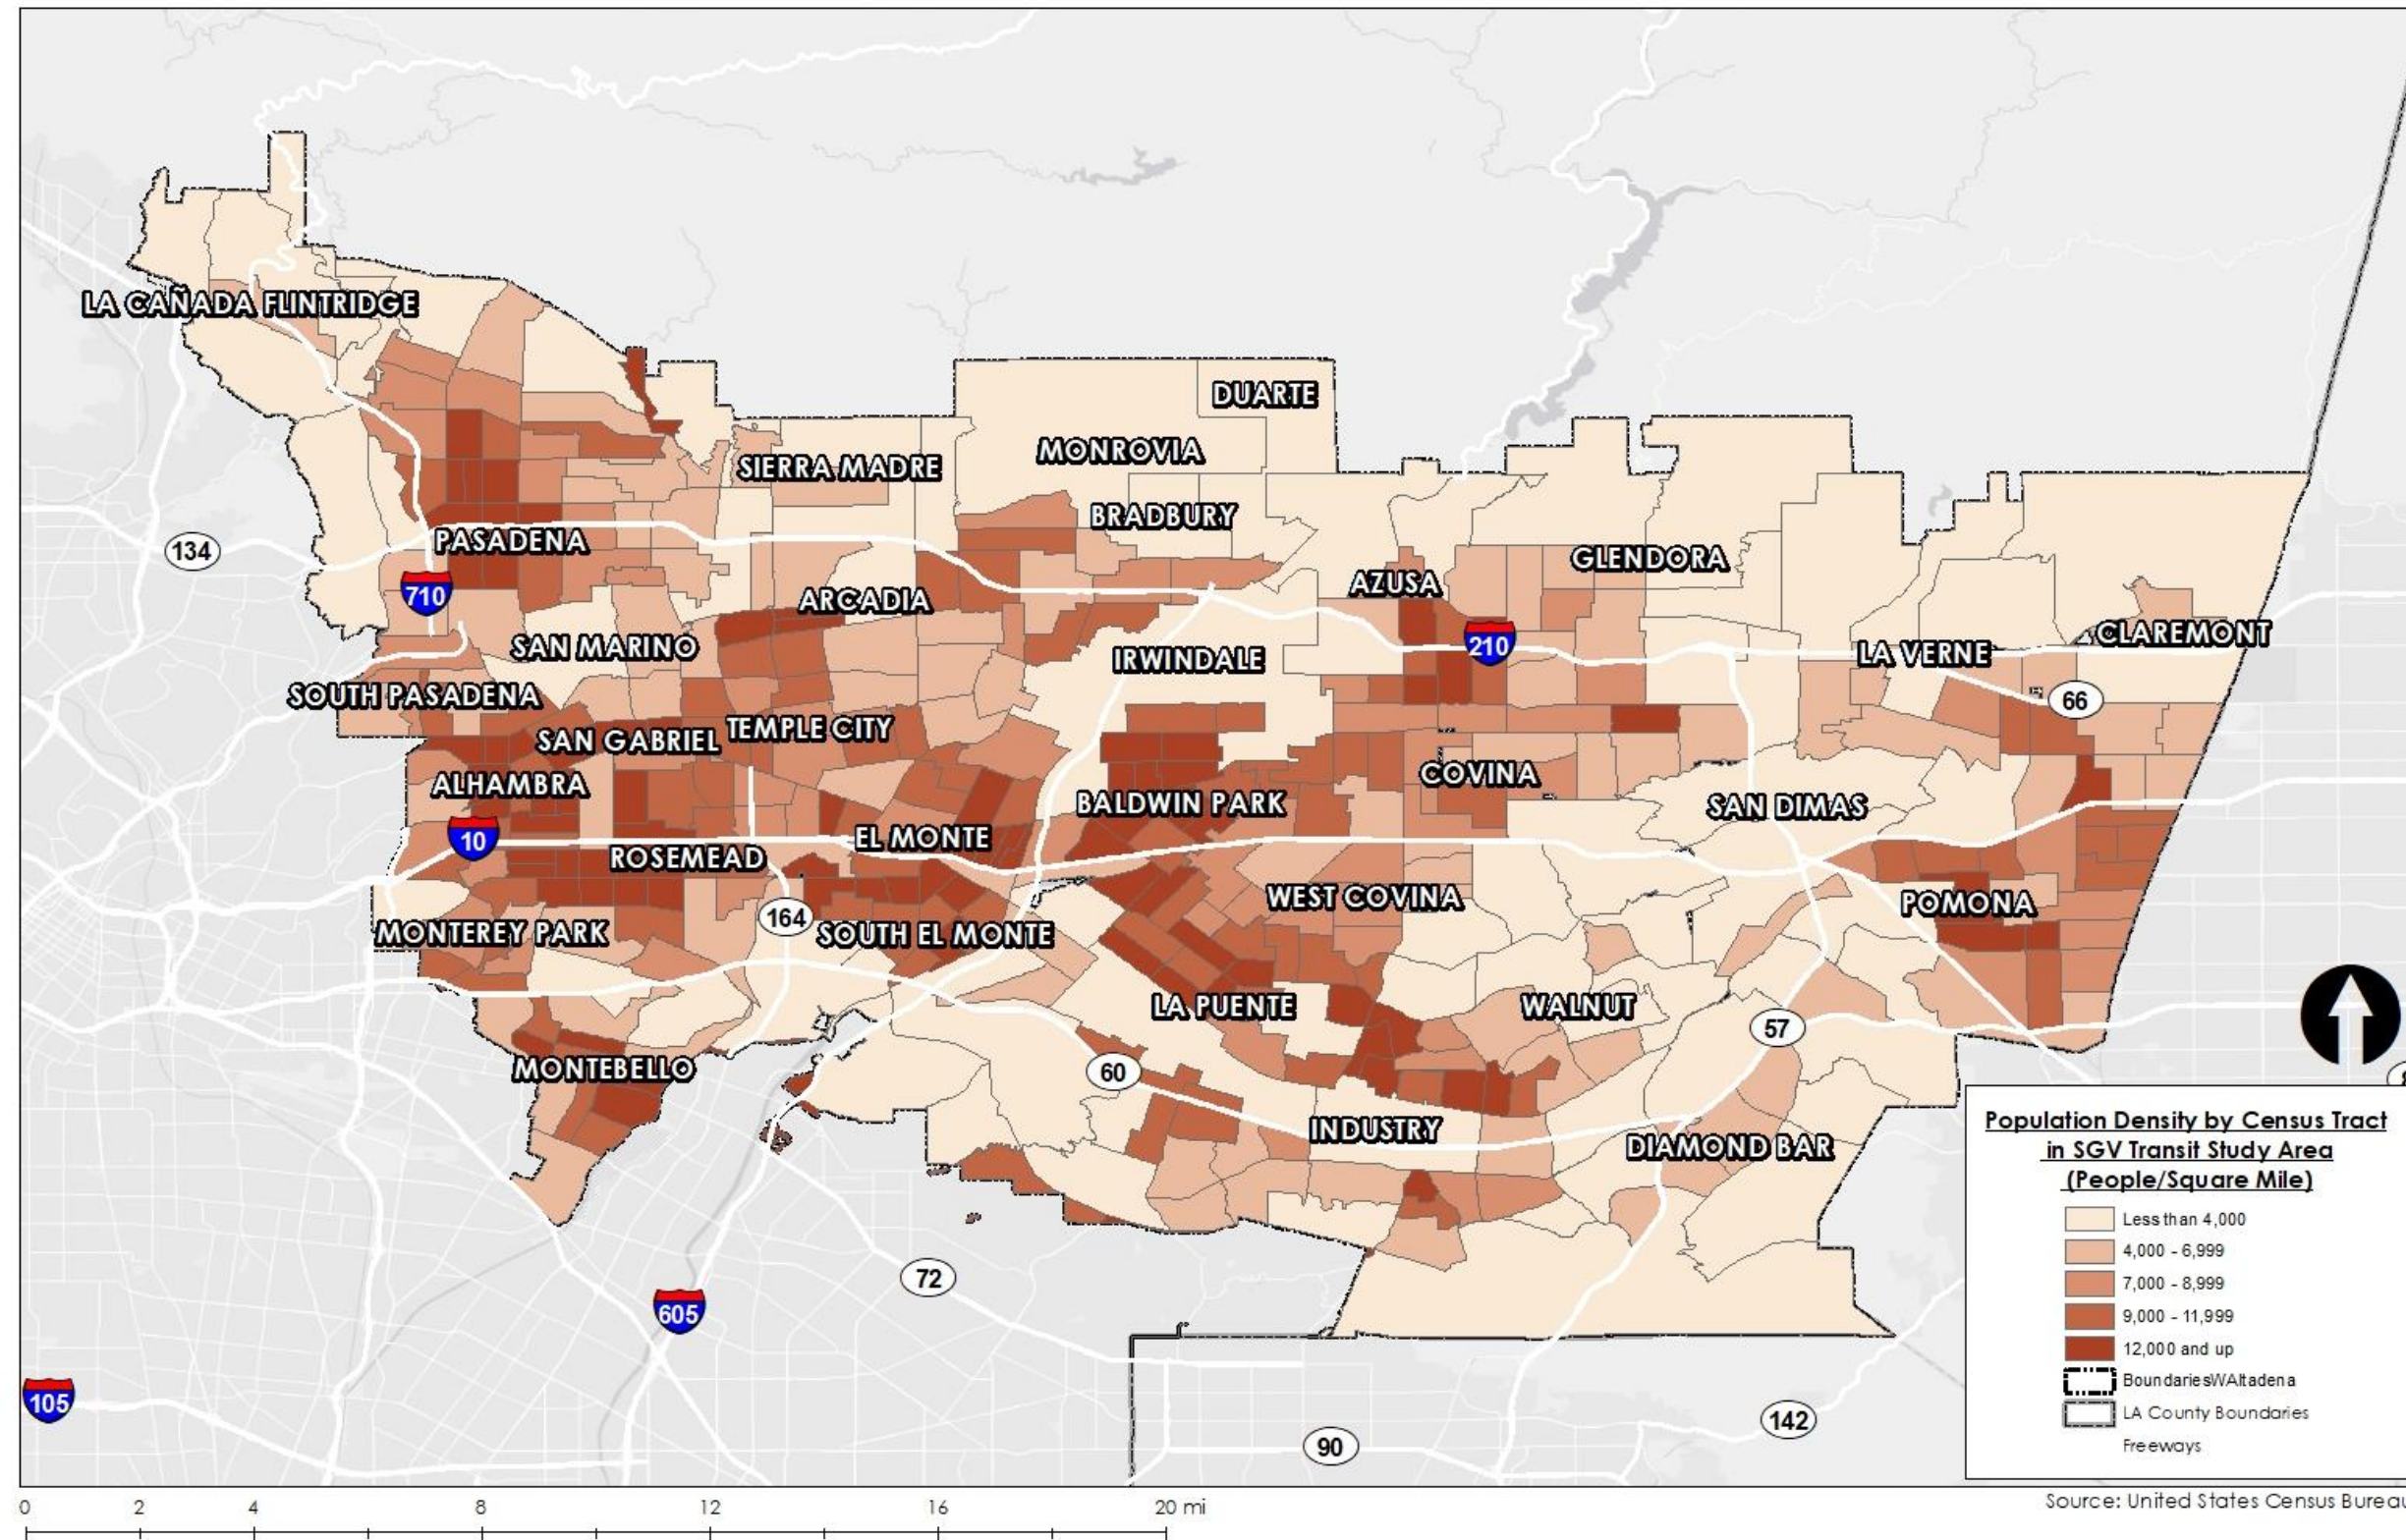 LA CAÑADA FLINTRIDGE
DUARTE
MONROVIA
SIERRA MADRE
BRADBURY
134
PASADENA
GLENDORA
AZUSA
710
ARCADIA
CLAREMONT
SAN MARINO
210
LA VERNE
IRWINDALE
SOUTH PASADENA
66
TEMPLE CITY
SAN GABRIEL
COVINA
ALHAMBRA
BALDWIN PARK
SAN DIMAS
10
EL MONTE
ROSEMEAD
WEST COVINA
POMONA
164
MONTEREY PARK
SOUTH EL MONTE
LA PUENTE
WALNUT
57
MONTEBELLO
60
INDUSTRY
DIAMOND BAR
72
605
105
142
90
Population Density by Census Tract
in SGV Transit Study Area
(People/Square Mile)
Less than 4,000
4,000 - 6,999
7,000 - 8,999
9,000 - 11,999
12,000 and up
BoundariesWAltadena
LA County Boundaries
Freeways
0 2 4 8 12 16 20 mi
Source: United States Census Bureau